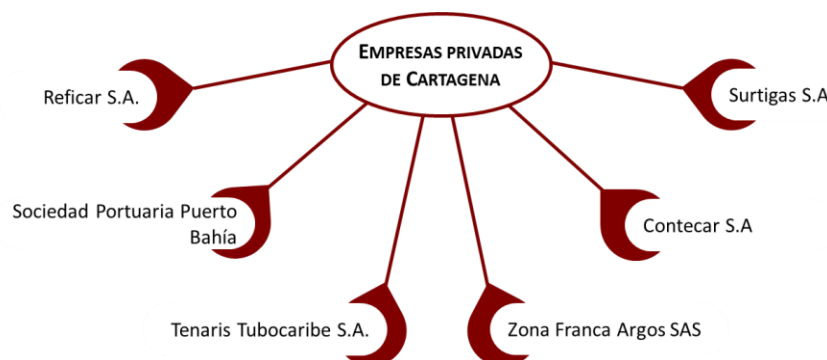 EMPRESAS PRIVADAS
DE CARTAGENA
Reficar S.A.
Surtigas S.A
Sociedad Portuaria Puerto
Bahía
Contecar S.A
Tenaris Tubocaribe S.A.
Zona Franca Argos SAS